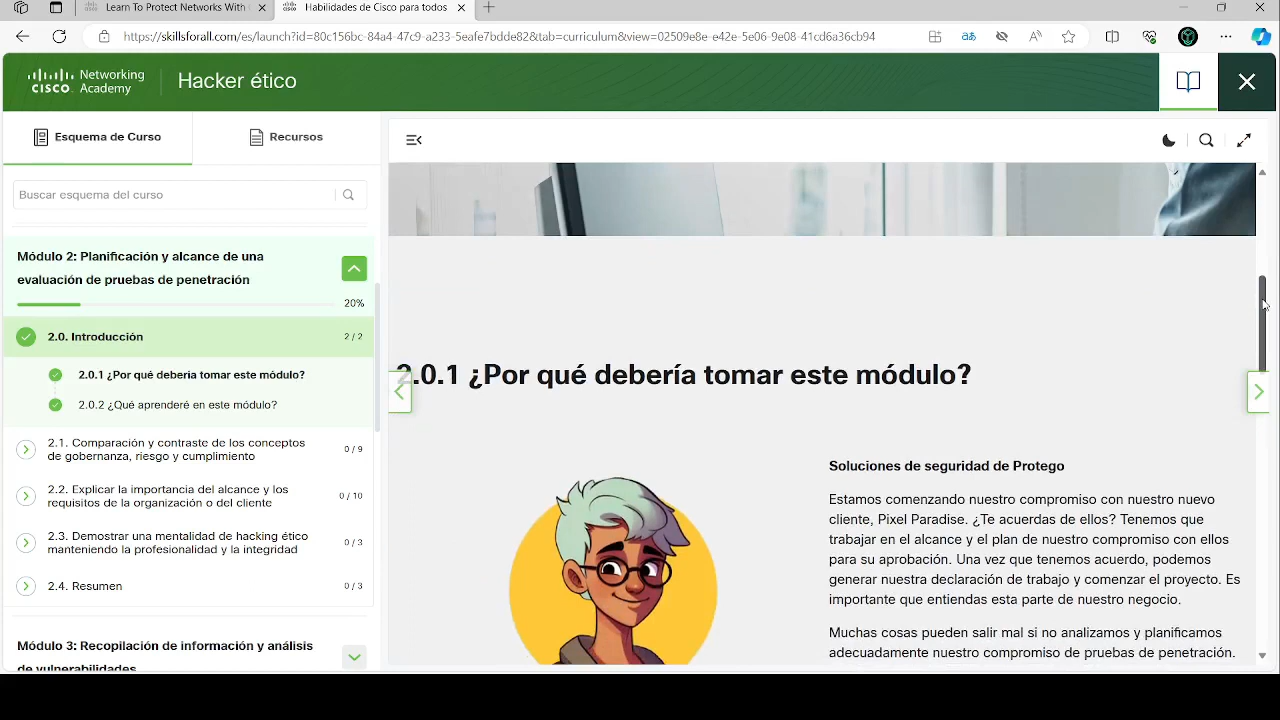 Learn To Protect Networks With
Habilidades de Cisco para todos
https://skillsforall.com/es/launch?id=80c156bc-84a4-47c9-a233-5eafe7bdde82&tab=curriculum&view=02509e8e-e42e-5e06-9e08-41cd6a36cb94
aあ
Networking
CISCO Academy
Hacker ético
Esquema de Curso
Recursos
Buscar esquema del curso
Módulo 2: Planificación y alcance de una
evaluación de pruebas de penetración
20%
2.0. Introducción 2 / 2
2.0.1 ¿Por qué debería tomar este módulo?
2.0.2 ¿Qué aprenderé en este módulo?
2.1. Comparación y contraste de los conceptos
de gobernanza, riesgo y cumplimiento 0 / 9
2.2. Explicar la importancia del alcance y los
requisitos de la organización o del cliente 0 / 10
2.3. Demostrar una mentalidad de hacking ético
manteniendo la profesionalidad y la integridad 0 / 3
2.4. Resumen 0 / 3
Módulo 3: Recopilación de información y análisis
de vulnerabilidades
2.0.1 ¿Por qué debería tomar este módulo?
Soluciones de seguridad de Protego
Estamos comenzando nuestro compromiso con nuestro nuevo
cliente, Pixel Paradise. ¿Te acuerdas de ellos? Tenemos que
trabajar en el alcance y el plan de nuestro compromiso con ellos
para su aprobación. Una vez que tenemos acuerdo, podemos
generar nuestra declaración de trabajo y comenzar el proyecto. Es
importante que entiendas esta parte de nuestro negocio.
Muchas cosas pueden salir mal si no analizamos y planificamos
adecuadamente nuestro compromiso de pruebas de penetración.